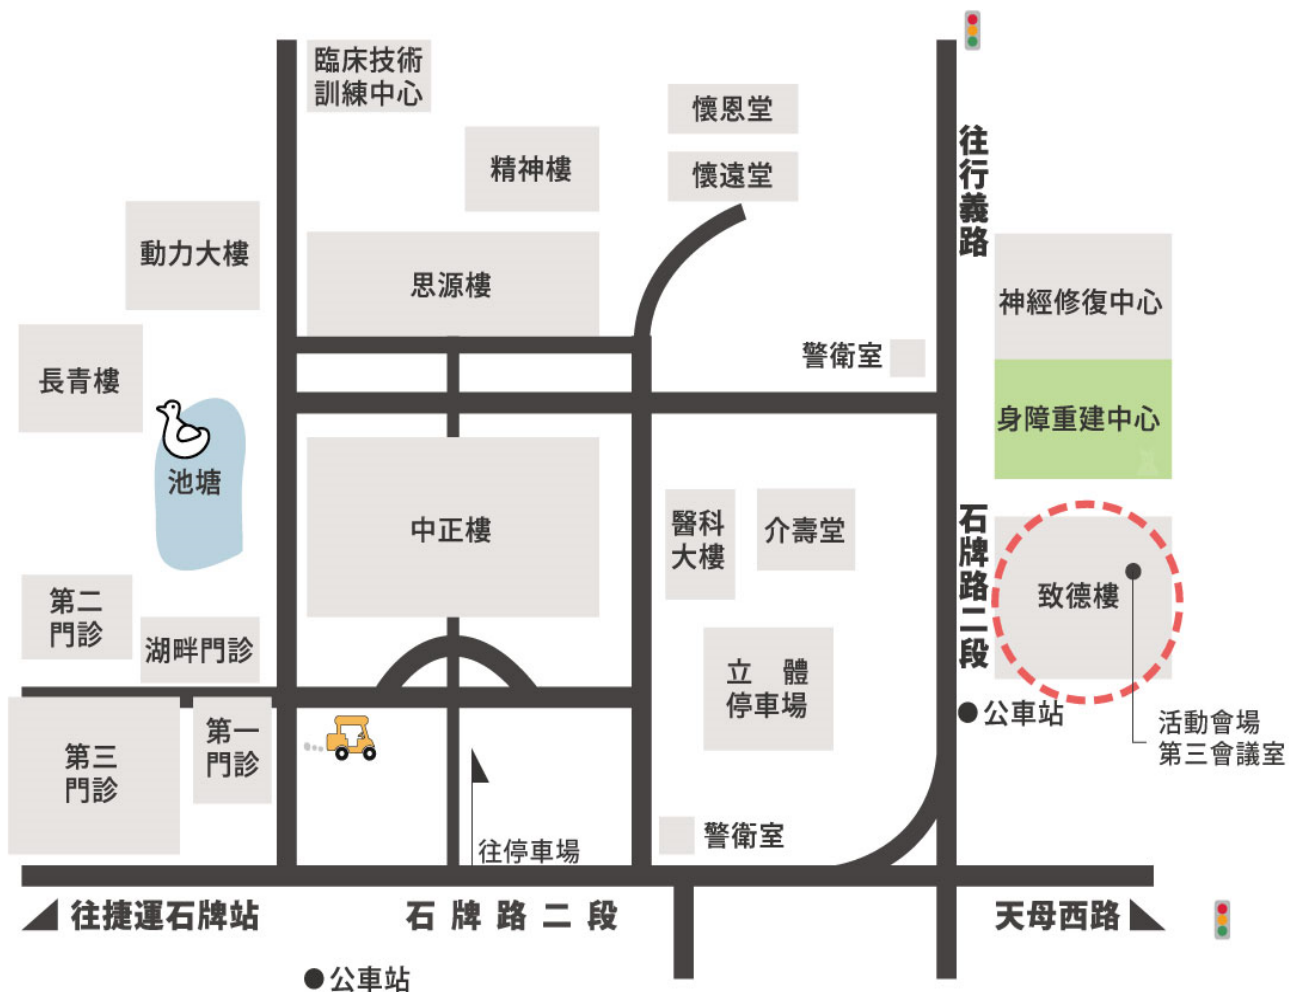 臨床技術
訓練中心
懷恩堂
精神樓
懷遠堂
往行義路
動力大樓
思源樓
神經修復中心
警衛室
長青樓
身障重建中心
池塘
中正樓
醫科
大樓
介壽堂
石牌路二段
致德樓
第二
門診
湖畔門診
立 體
停車場
公車站
活動會場
第三會議室
第一
門診
第三
門診
警衛室
往停車場
往捷運石牌站
石牌路二段
天母西路
公車站